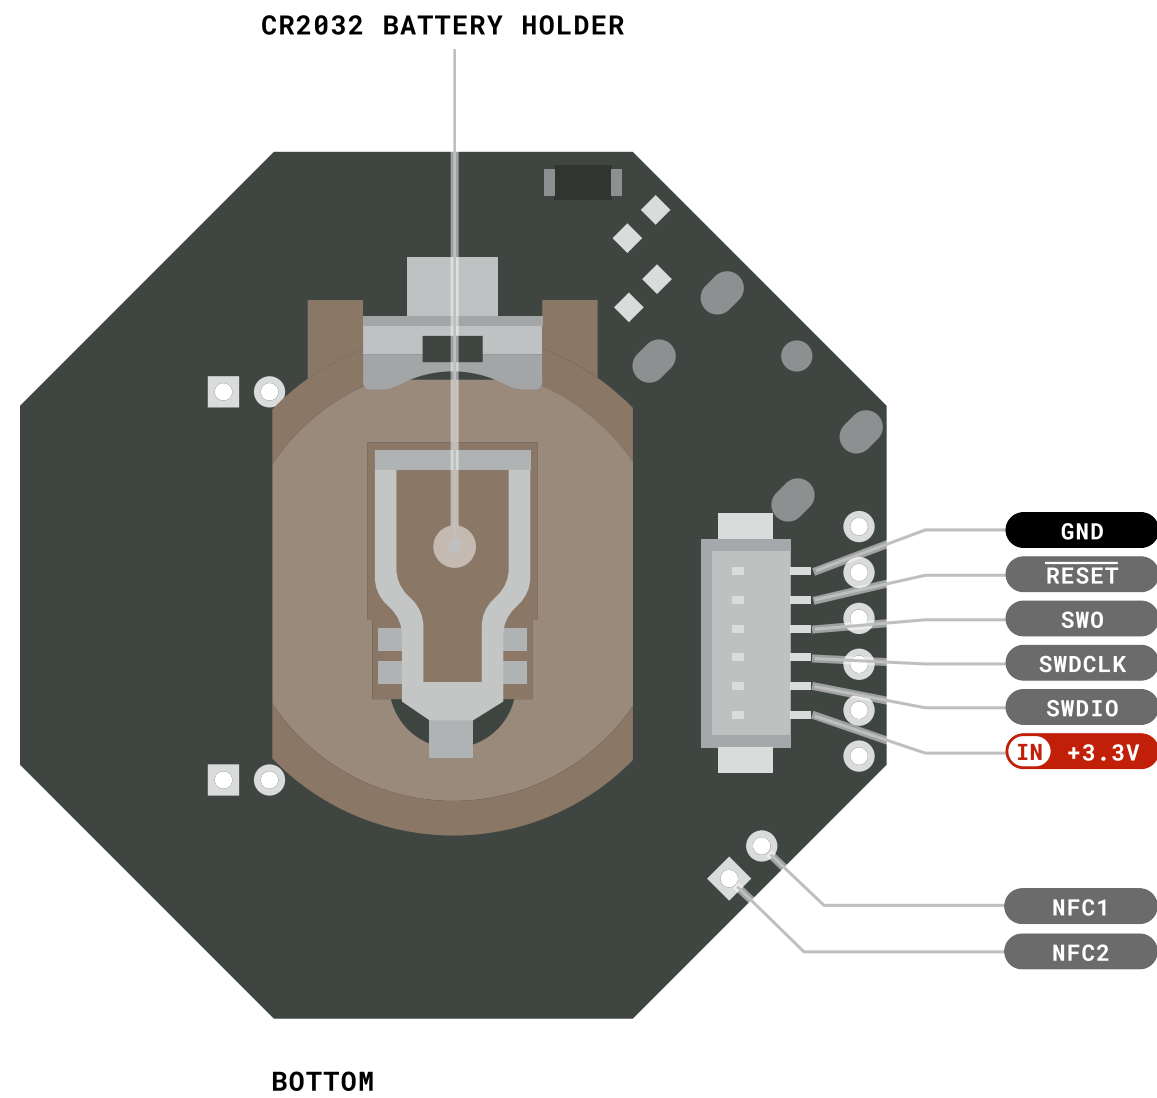 CR2032 BATTERY HOLDER
GND
RESET
SWO
SWDCLK
SWDIO
IN +3.3V
NFC1
NFC2
BOTTOM